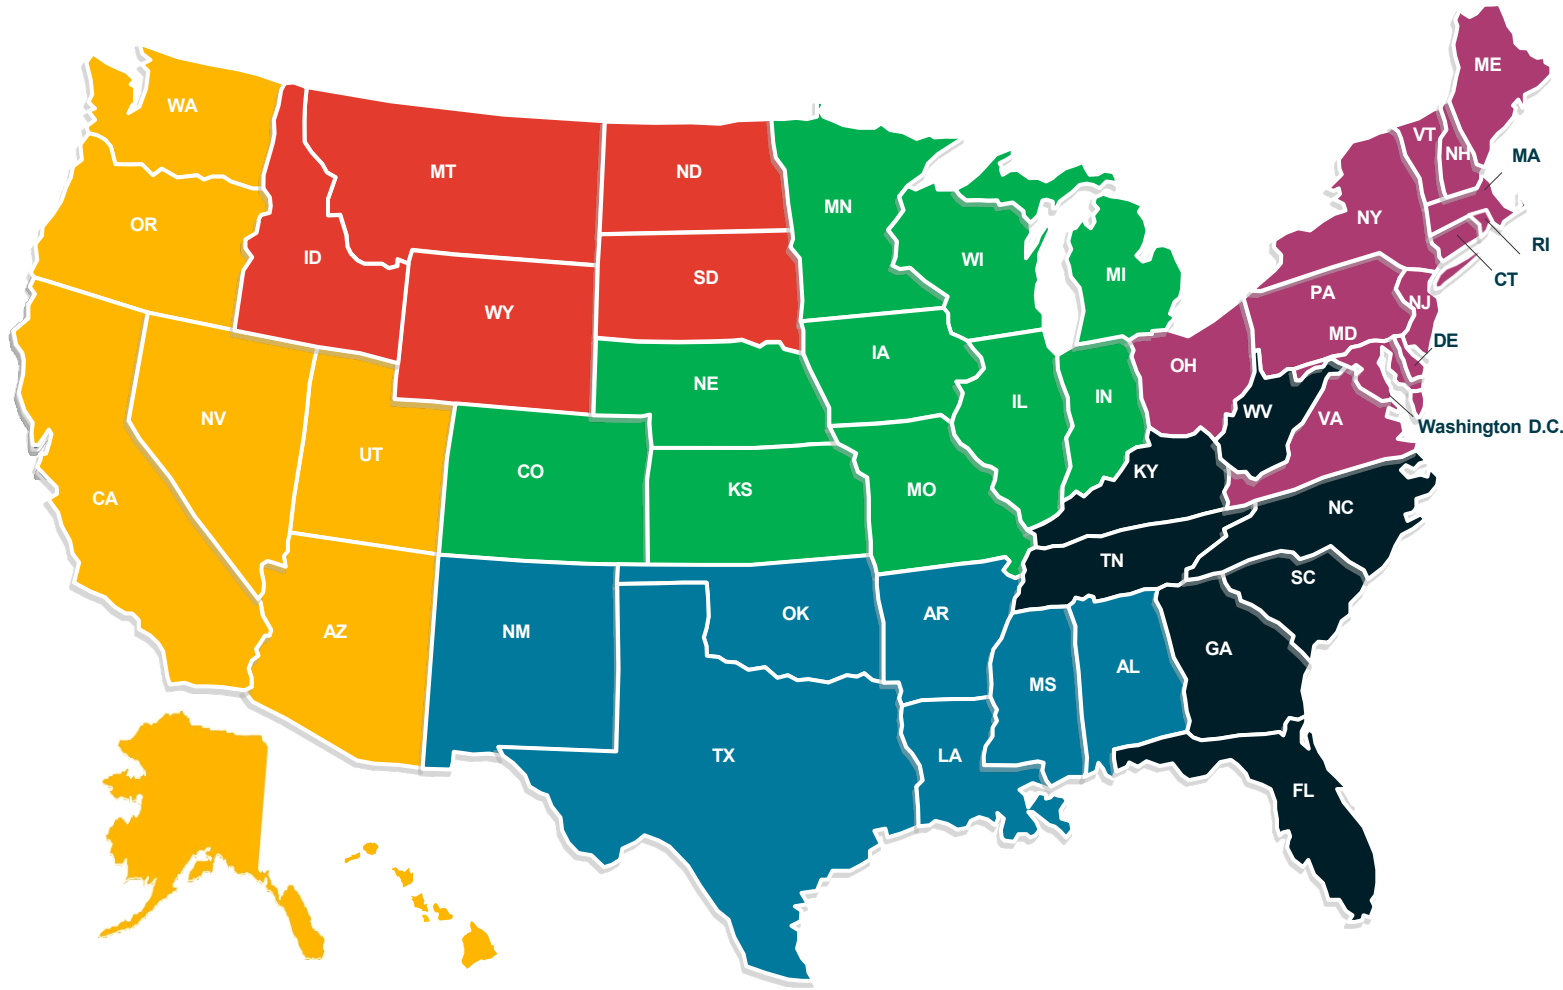 ME
WA
VT
NH
MA
MT
ND
MN
OR
NY
RI
ID
WI
SD
MI
CT
PA
NJ
WY
MD
DE
IA
OH
NE
IL
IN
WV
NV
VA
Washington D.C.
UT
CO
KY
CA
KS
MO
NC
TN
SC
OK
AR
AZ
NM
GA
AL
MS
TX
LA
FL